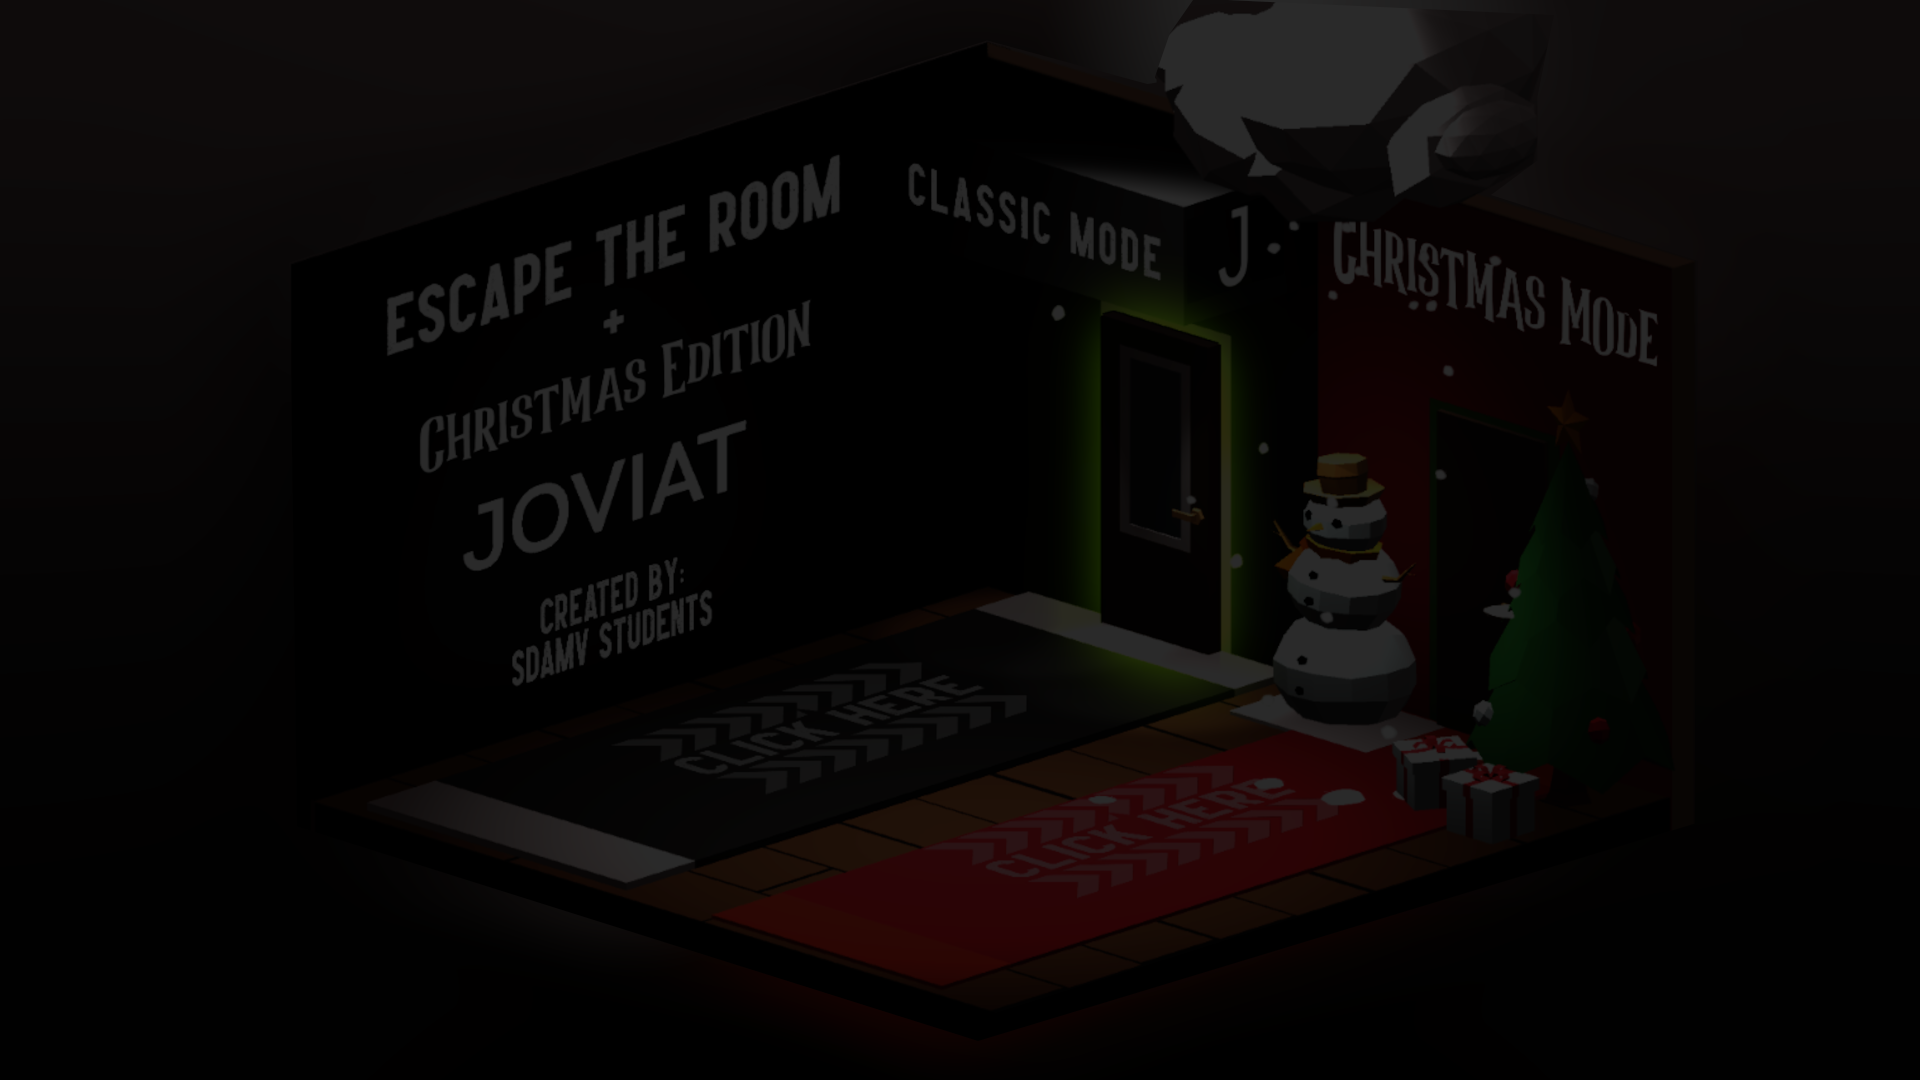 ESCAPE THE ROOM
+
CHRISTMAS EDITION
JOVIAT
CREATED BY:
SDAMV STUDENTS
CLASSIC MODE
J
CHRISTMAS MODE
CLICK HERE
CLICK HERE